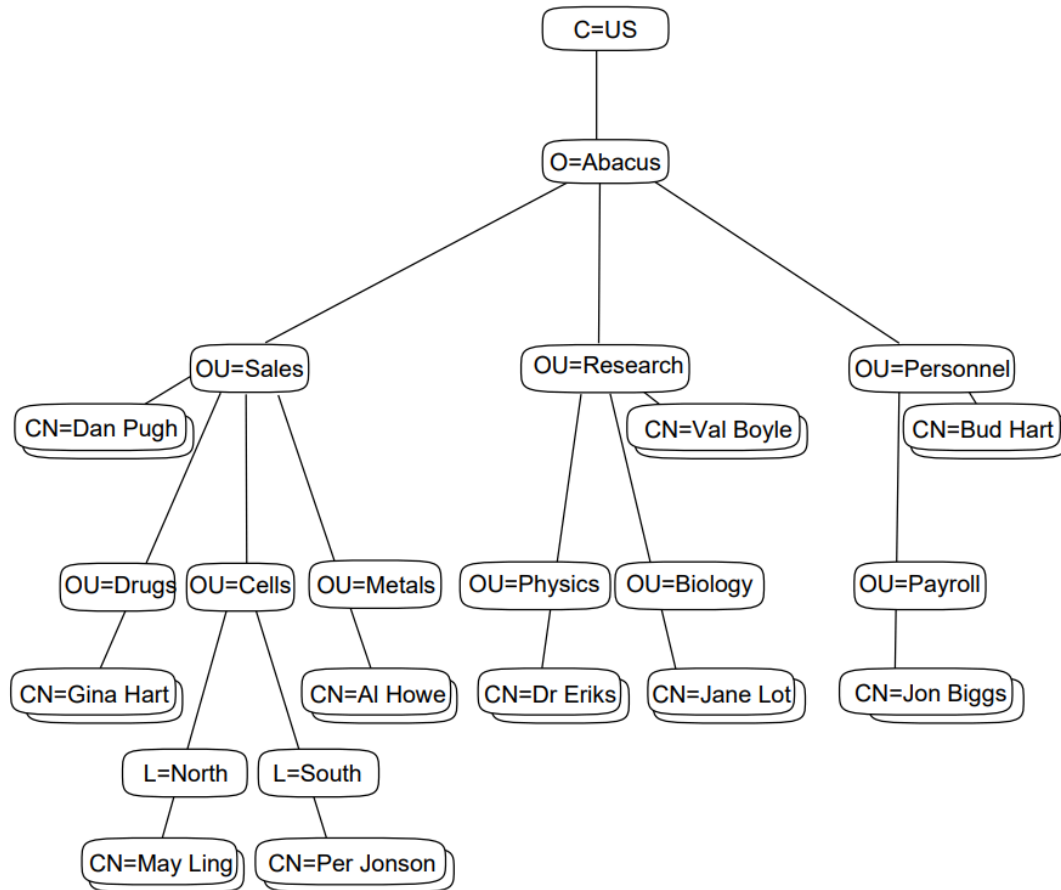 C=US
O=Abacus
OU=Sales
OU=Research
OU=Personnel
CN=Dan Pugh
CN=Val Boyle
CN=Bud Hart
OU=Drugs
OU=Cells
OU=Metals
OU=Physics
OU=Biology
OU=Payroll
CN=Gina Hart
CN=Al Howe
CN=Dr Eriks
CN=Jane Lot
CN=Jon Biggs
L=North
L=South
CN=May Ling
CN=Per Jonson